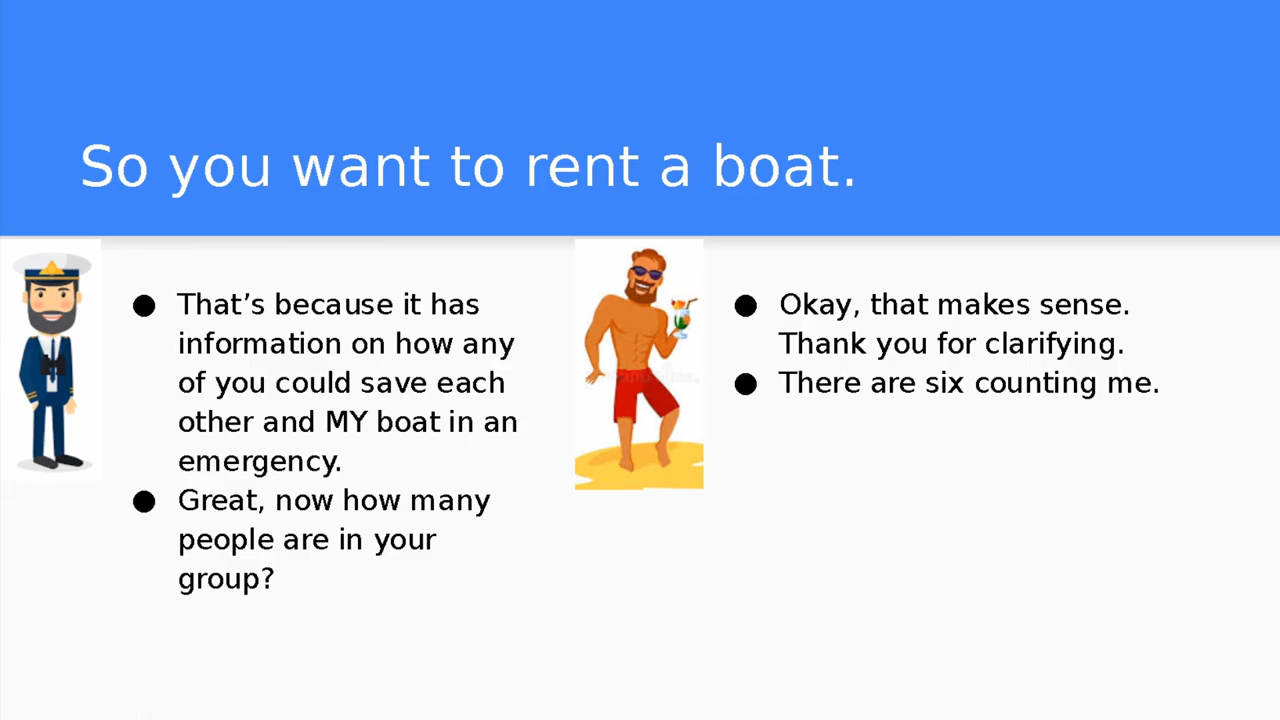 So you want to rent a boat.
● That’s because it has
information on how any
of you could save each
other and MY boat in an
emergency.
● Great, now how many
people are in your
group?
● Okay, that makes sense.
Thank you for clarifying.
● There are six counting me.